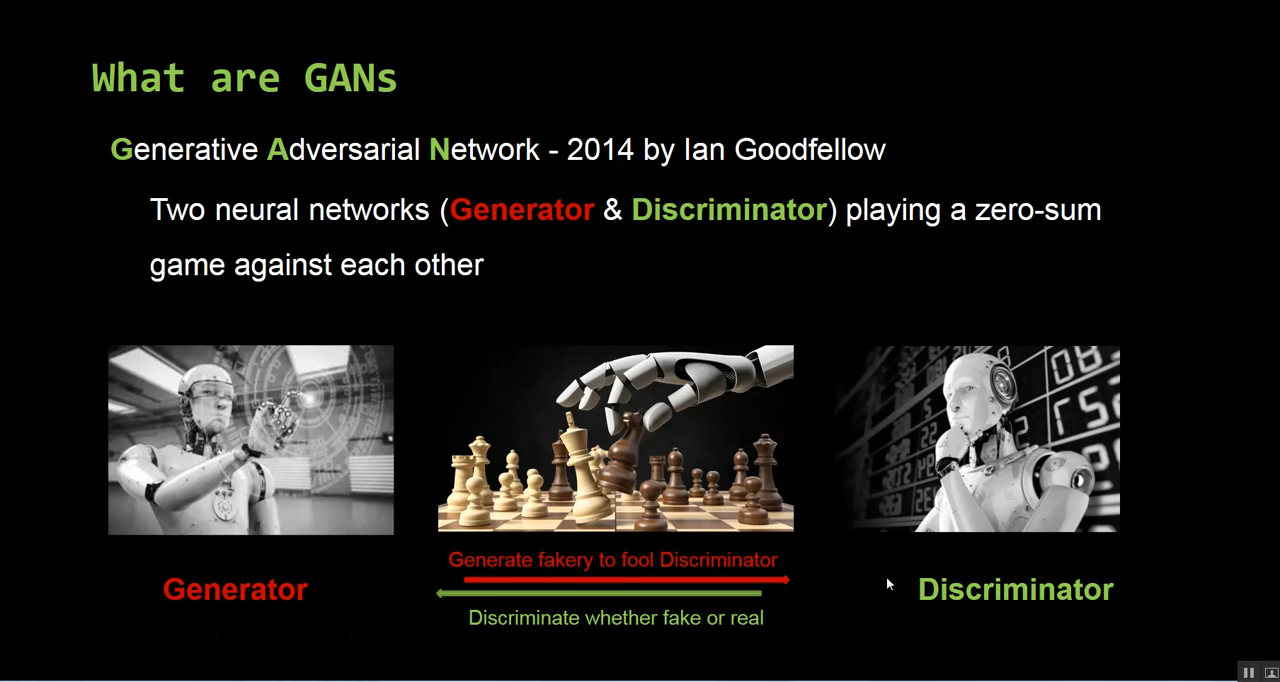 What are GANs
Generative Adversarial Network - 2014 by Ian Goodfellow
Two neural networks (Generator & Discriminator) playing a zero-sum
game against each other
Generate fakery to fool Discriminator
Generator
Discriminator
Discriminate whether fake or real